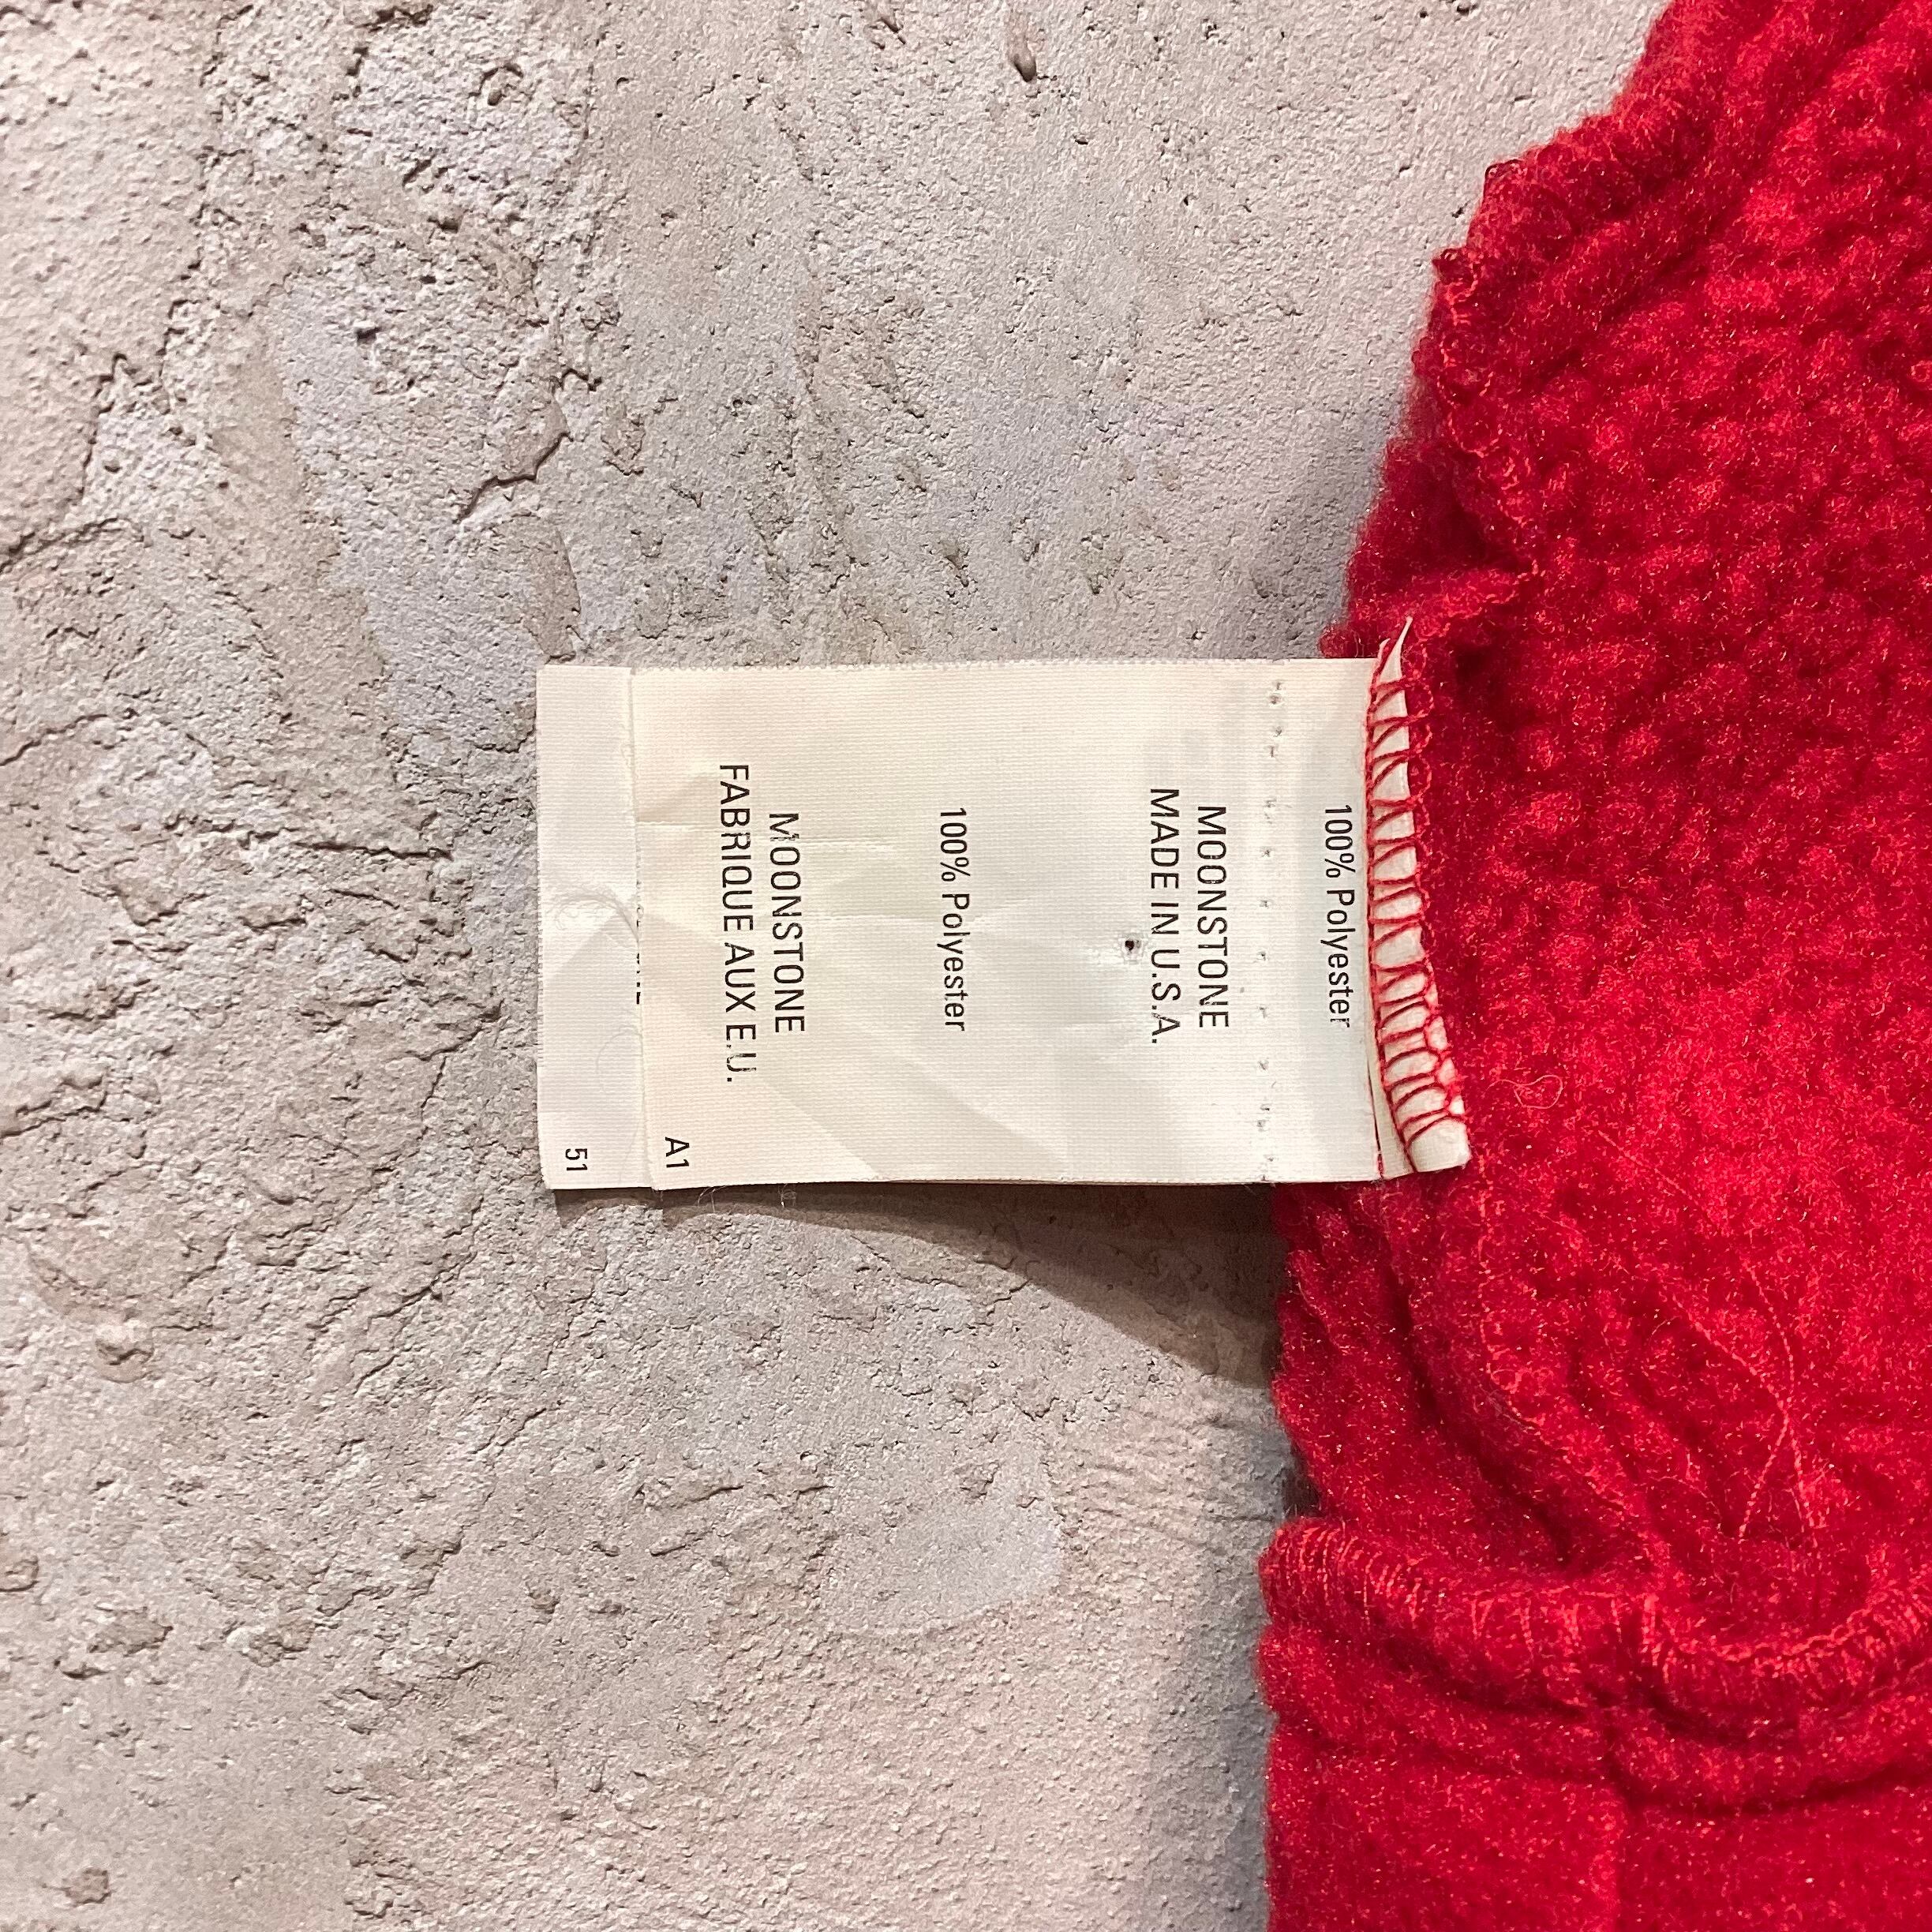 100% Polyester
MOONSTONE
MADE IN U.S.A.
100% Polyester
MOONSTONE
FABRIQUE AUX E.U.
A1
51